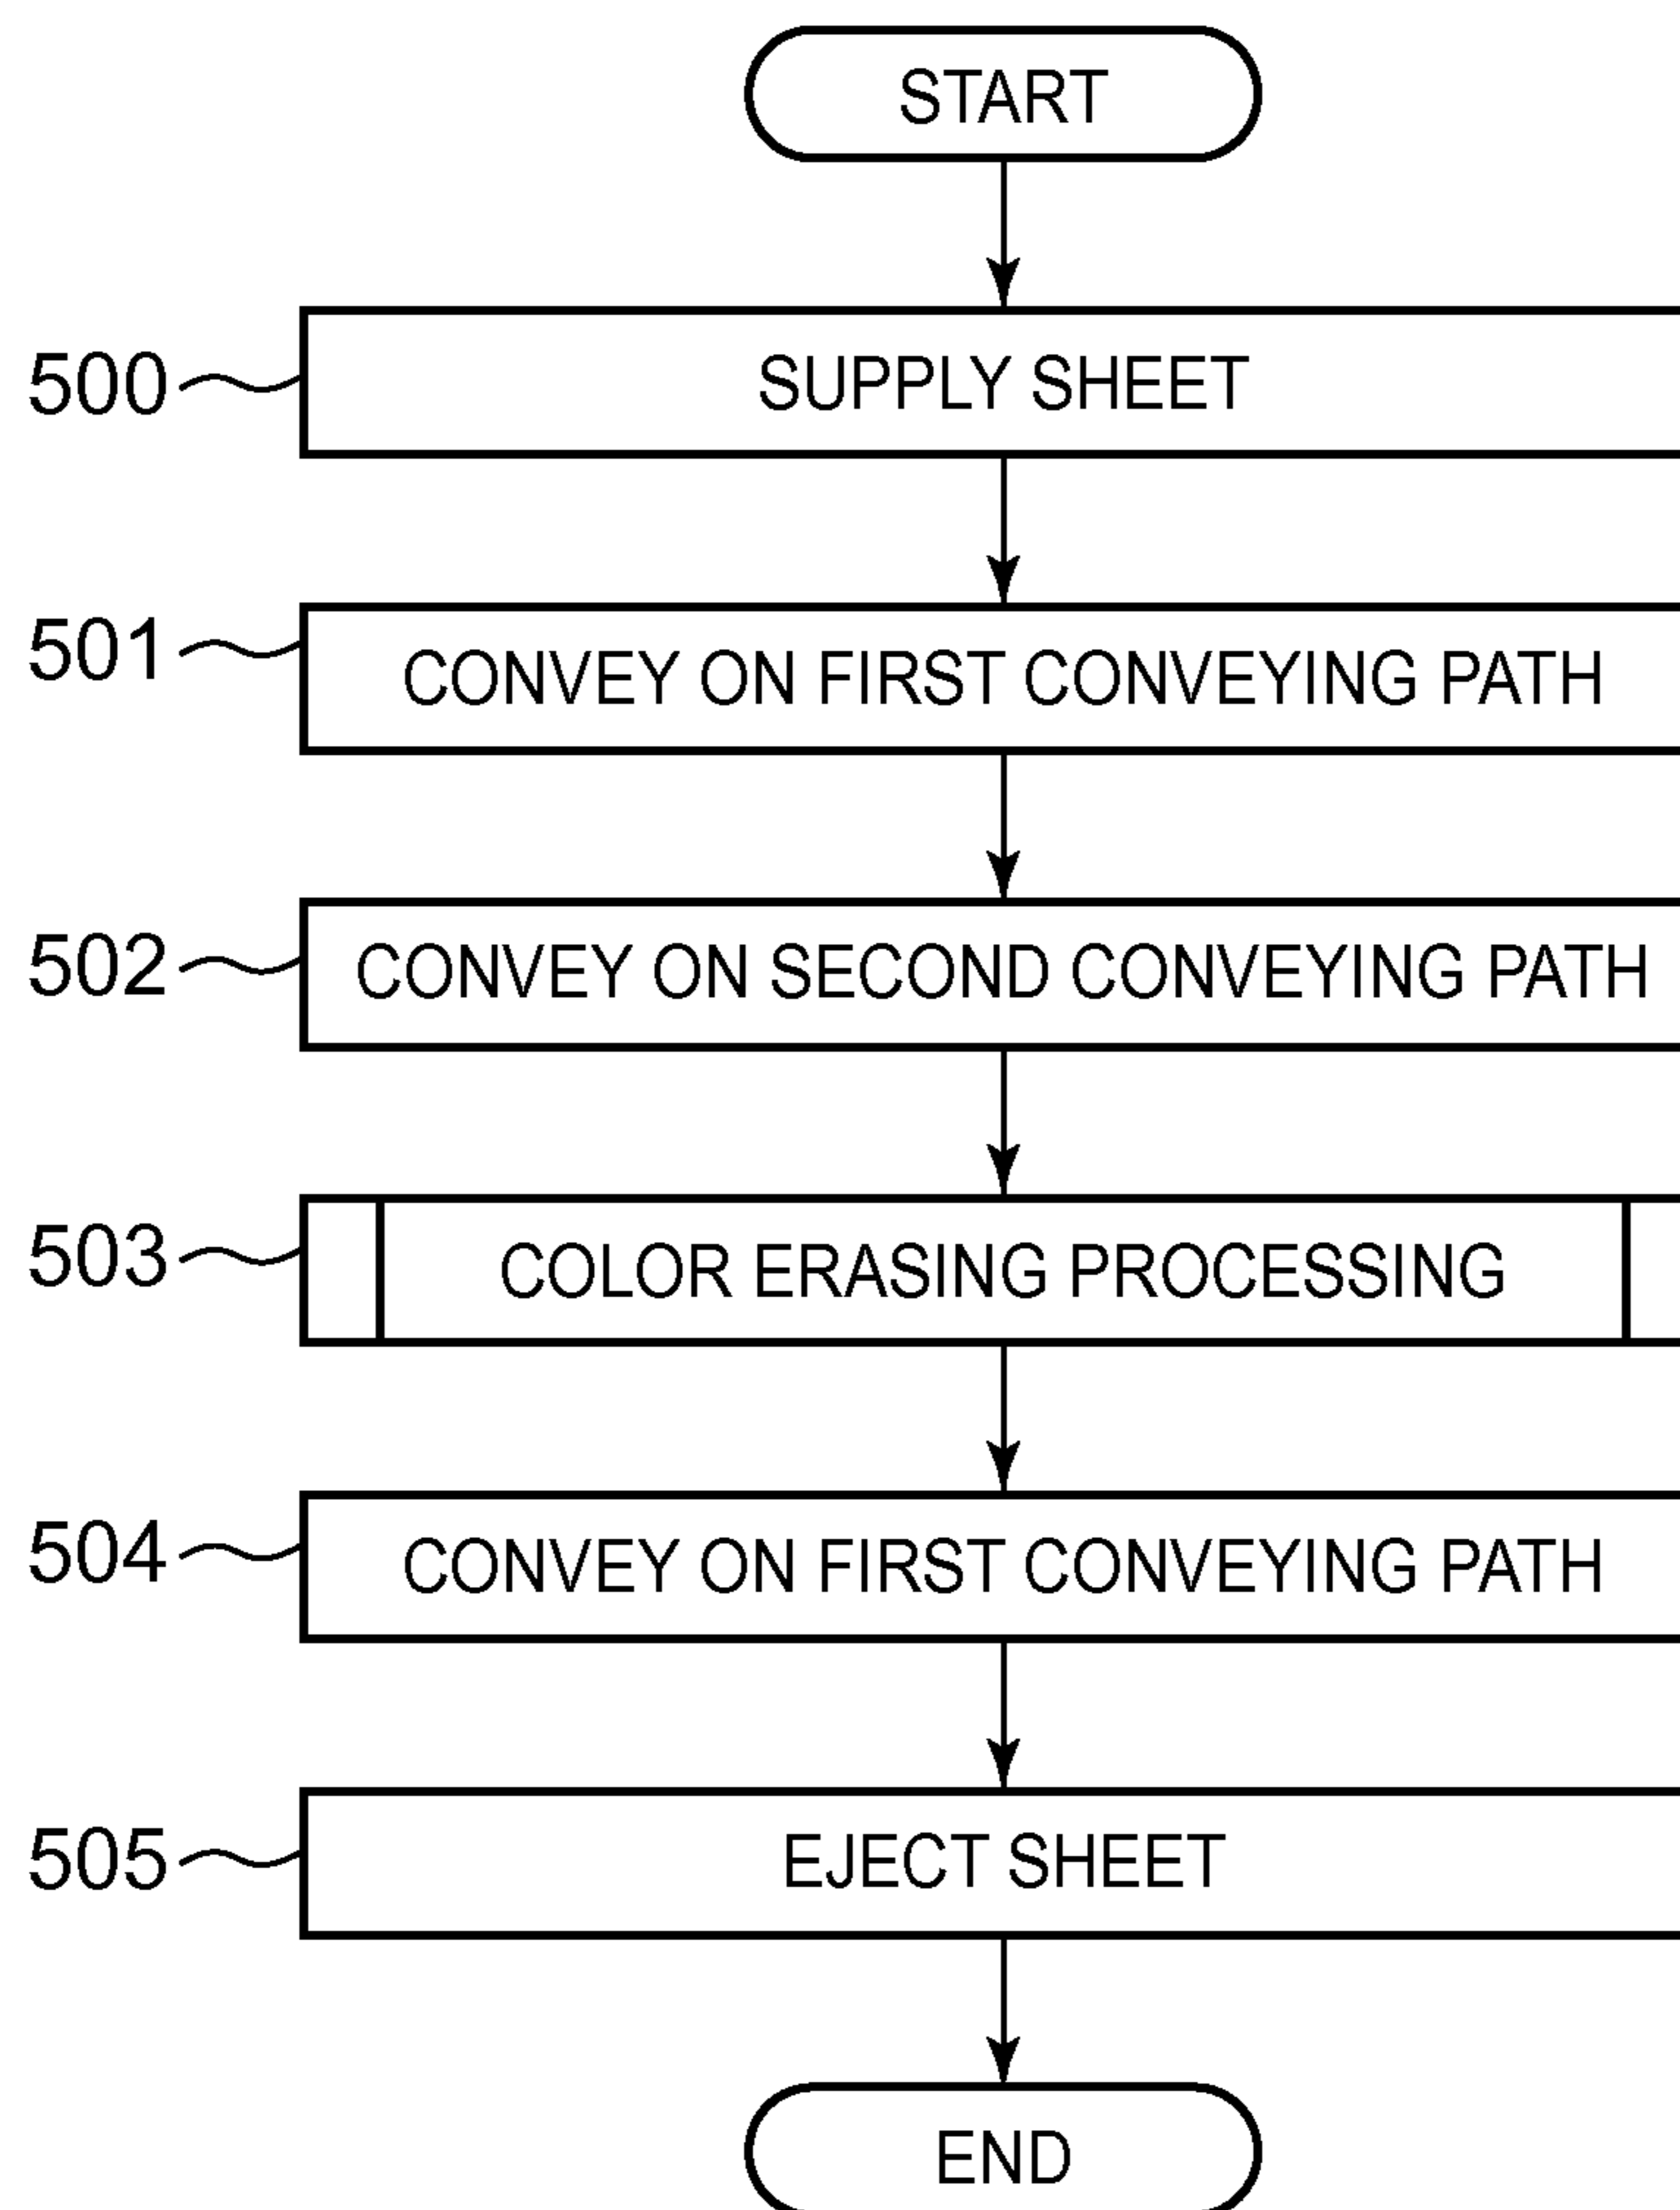 START
500 SUPPLY SHEET
501 CONVEY ON FIRST CONVEYING PATH
502 CONVEY ON SECOND CONVEYING PATH
503 COLOR ERASING PROCESSING
504 CONVEY ON FIRST CONVEYING PATH
505 EJECT SHEET
END